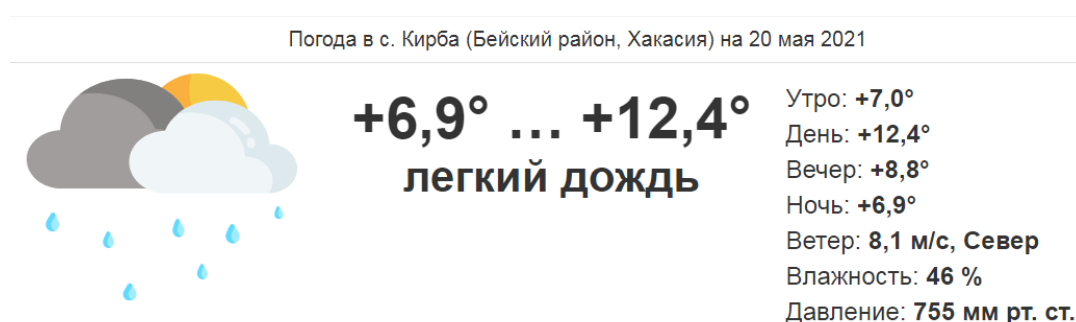 Погода в с. Кирба (Бейский район, Хакасия) на 20 мая 2021
+6,9° … +12,4°
легкий дождь
Утро: +7,0°
День: +12,4°
Вечер: +8,8°
Ночь: +6,9°
Ветер: 8,1 м/с, Север
Влажность: 46 %
Давление: 755 мм рт. ст.